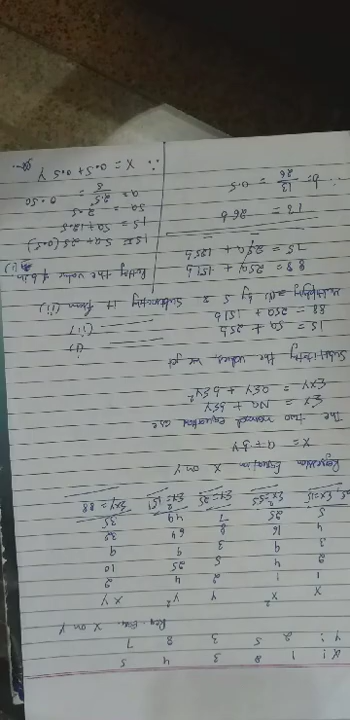 X: 1 2 3 4 5
Y: 2 5 3 8 7
Reg. Equ. X on Y
X X² Y Y² XY
1 1 2 4 2
2 4 5 25 10
3 9 3 9 9
4 16 8 64 32
5 25 7 49 35
ΣX=15 ΣX²=55 ΣY=25 ΣY²=151 ΣXY=88
Regression Equation X on Y
X = a + bY
The two normal equation are
ΣX = Na + bΣY
ΣXY = aΣY + bΣY²
Substituting the values, we get
15 = 5a + 25b (i)
88 = 25a + 151b (ii)
Multiplying (i) by 5 & Substracting it from (ii)
88 = 25a + 151b
75 = 25a + 125b
13 = 26b
∴ b = 13/26 = 0.5
Putting the value of b in (i)
15 = 5a + 25(0.5)
15 = 5a + 12.5
5a = 2.5
a = 2.5/5 = 0.50
∴ X = 0.5 + 0.5 Y